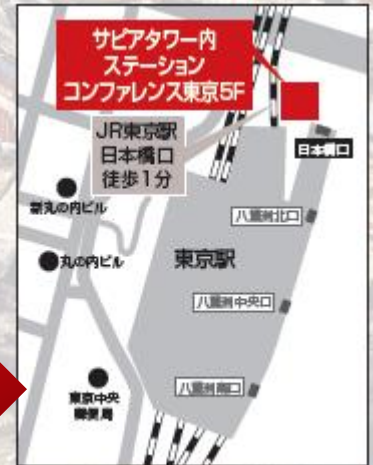 サピアタワー内
ステーション
コンファレンス東京5F
JR東京駅
日本橋口
徒歩1分
日本橋口
新丸の内ビル
八重洲北口
丸の内ビル
東京駅
八重洲中央口
八重洲南口
東京中央
郵便局